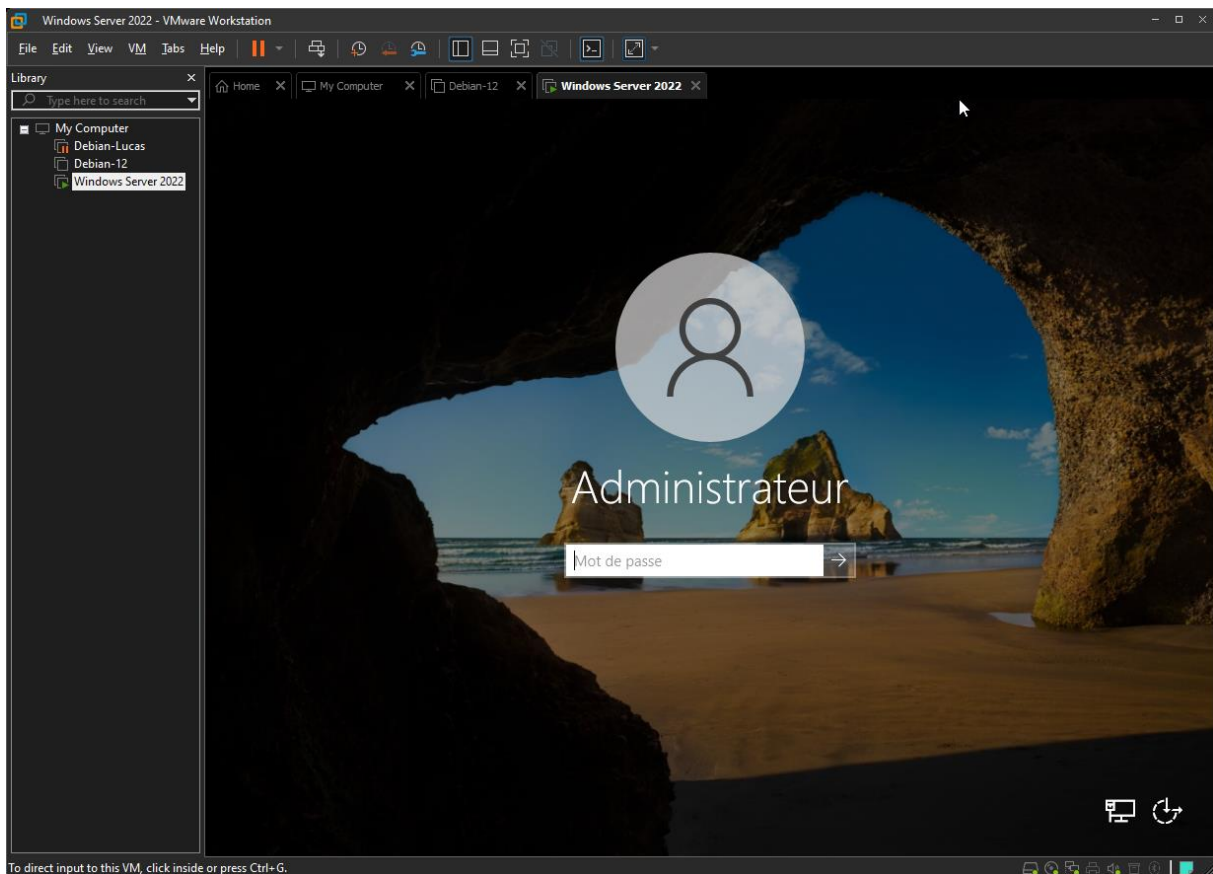 Windows Server 2022 - VMware Workstation
File Edit View VM Tabs Help
Library
Type here to search
Home My Computer Debian-12 Windows Server 2022
My Computer
Debian-Lucas
Debian-12
Windows Server 2022
Administrateur
Mot de passe
To direct input to this VM, click inside or press Ctrl+G.